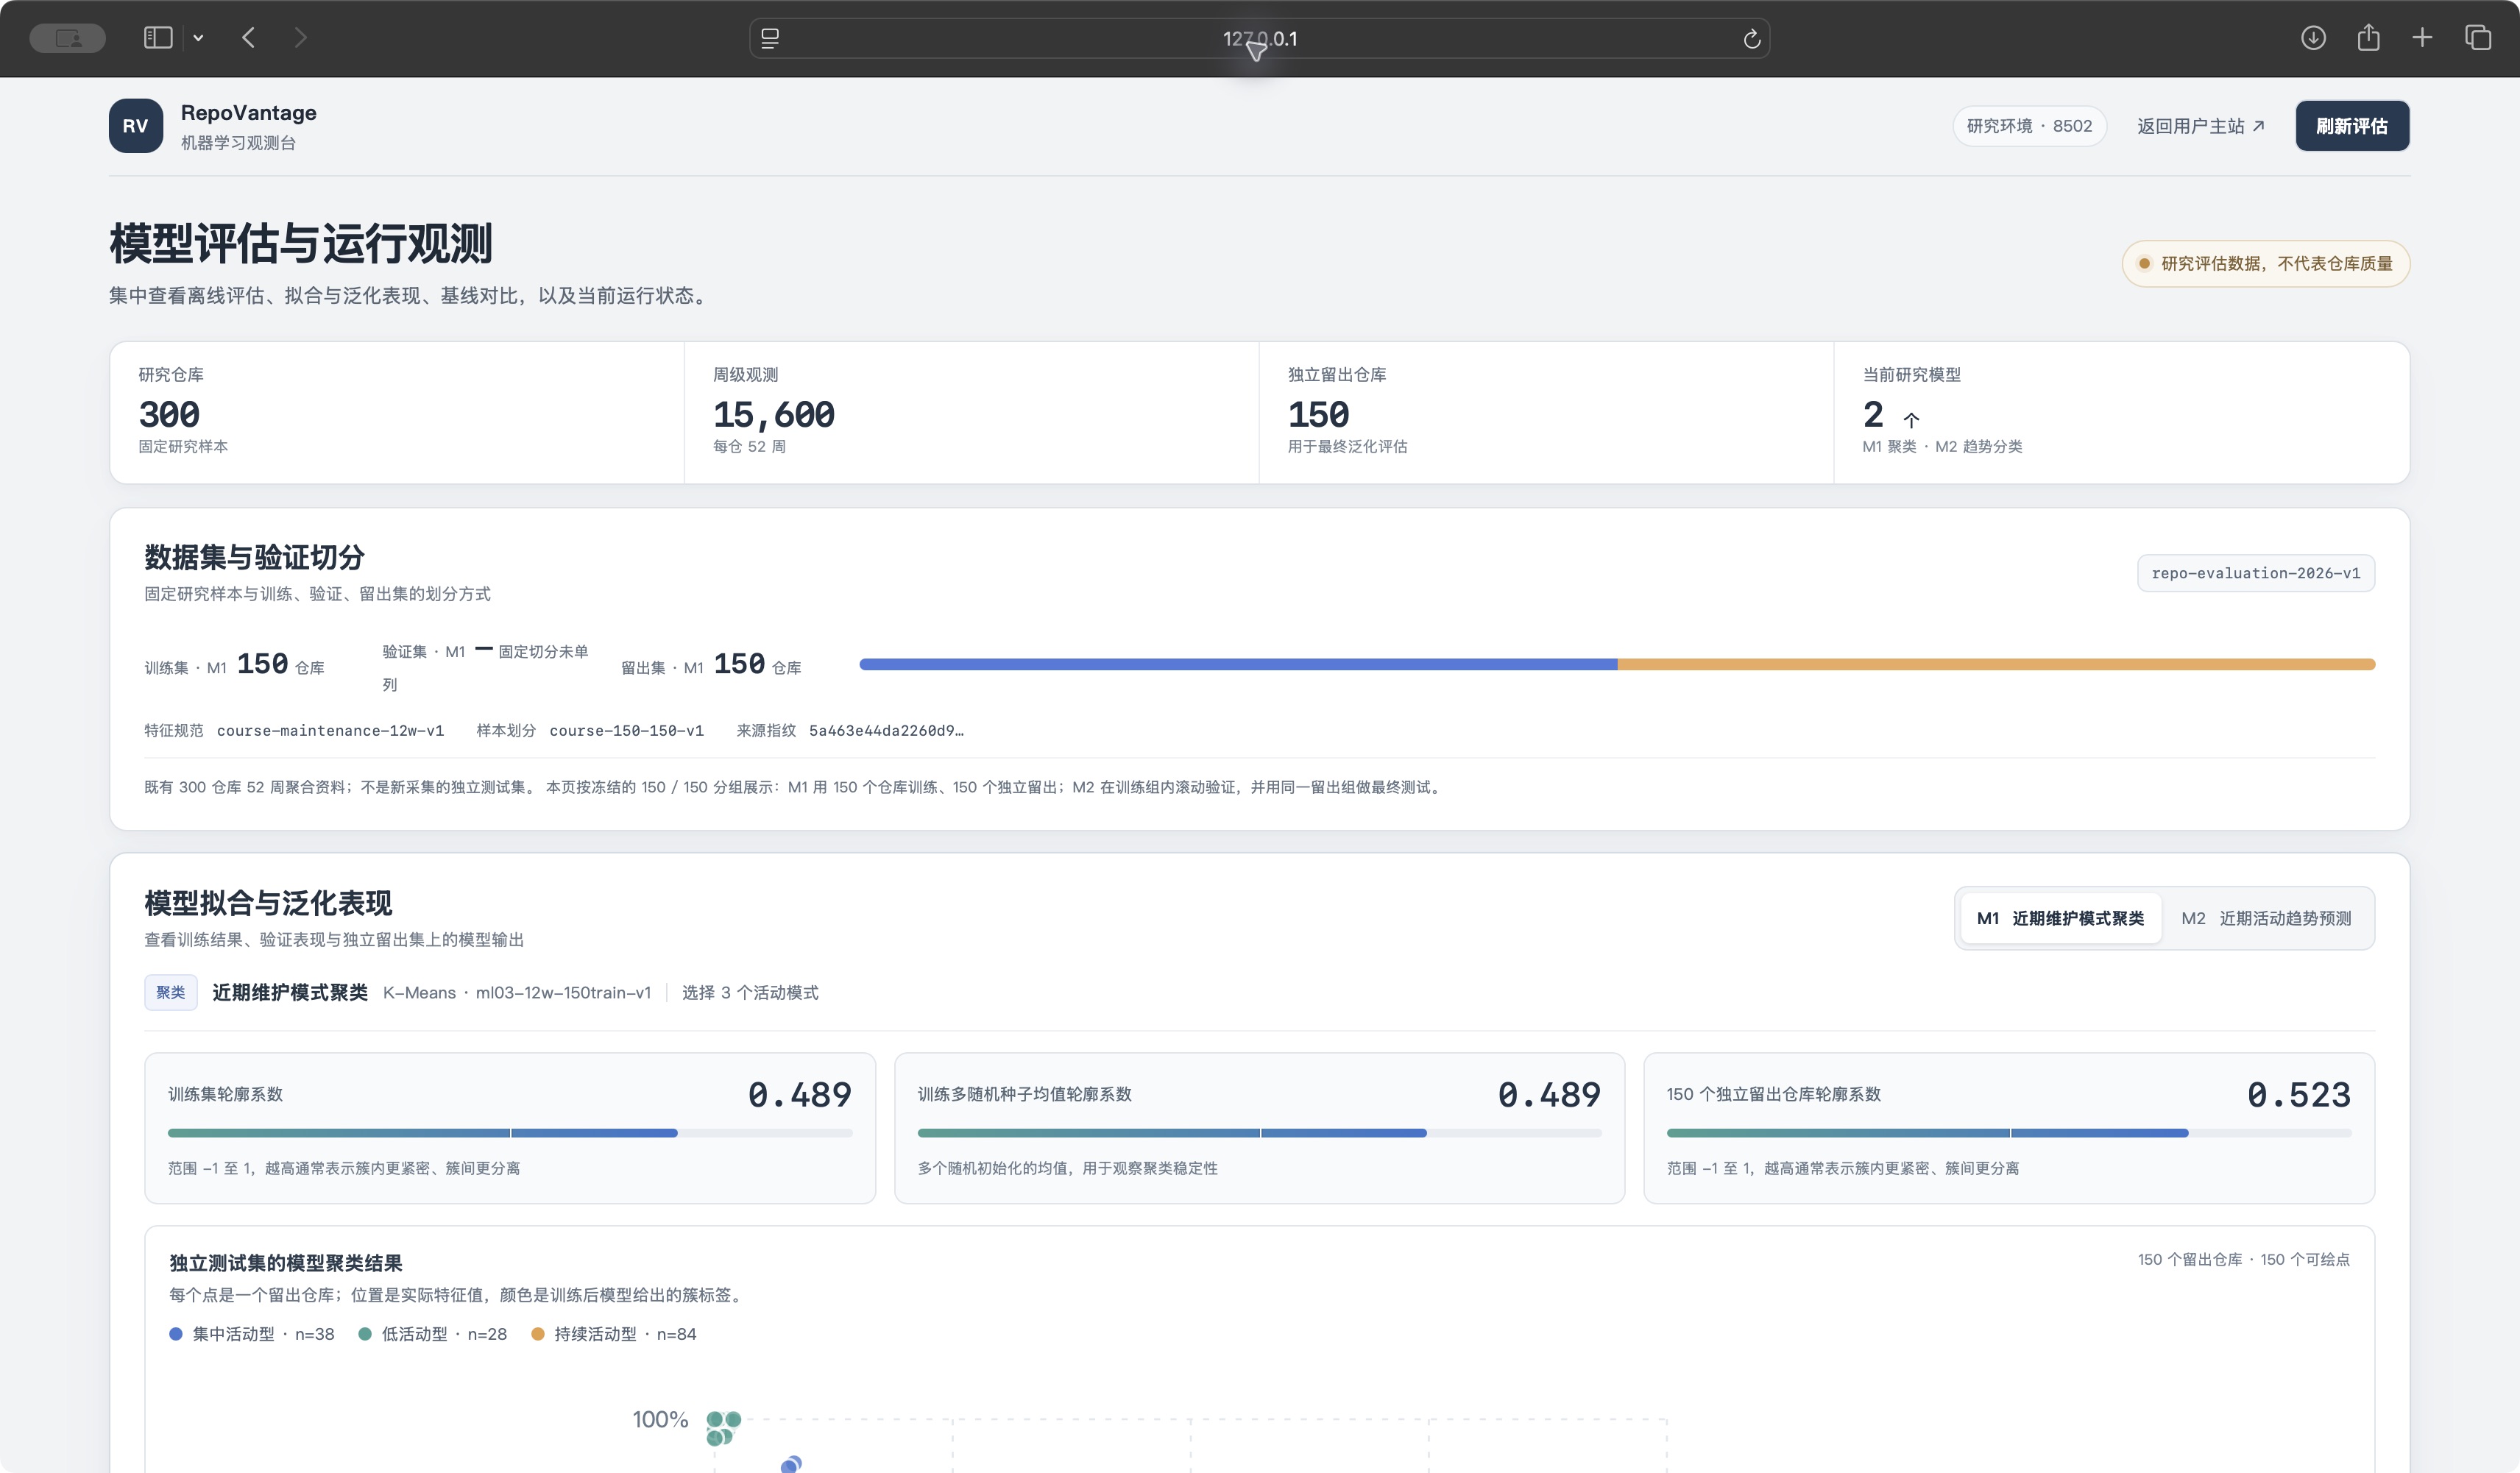 127.0.0.1
RV
RepoVantage
机器学习观测台
研究环境 · 8502
返回用户主站 ↗
刷新评估
模型评估与运行观测
集中查看离线评估、拟合与泛化表现、基线对比，以及当前运行状态。
研究评估数据，不代表仓库质量
研究仓库
300
固定研究样本
周级观测
15,600
每仓 52 周
独立留出仓库
150
用于最终泛化评估
当前研究模型
2 个
M1 聚类 · M2 趋势分类
数据集与验证切分
固定研究样本与训练、验证、留出集的划分方式
repo-evaluation-2026-v1
训练集 · M1 150 仓库
验证集 · M1 — 固定切分未单
列
留出集 · M1 150 仓库
特征规范 course-maintenance-12w-v1 样本划分 course-150-150-v1 来源指纹 5a463e44da2260d9…
既有 300 仓库 52 周聚合资料；不是新采集的独立测试集。 本页按冻结的 150 / 150 分组展示：M1 用 150 个仓库训练、150 个独立留出；M2 在训练组内滚动验证，并用同一留出组做最终测试。
模型拟合与泛化表现
查看训练结果、验证表现与独立留出集上的模型输出
M1 近期维护模式聚类
M2 近期活动趋势预测
聚类 近期维护模式聚类 K-Means · ml03-12w-150train-v1 选择 3 个活动模式
训练集轮廓系数 0.489
范围 -1 至 1，越高通常表示簇内更紧密、簇间更分离
训练多随机种子均值轮廓系数 0.489
多个随机初始化的均值，用于观察聚类稳定性
150 个独立留出仓库轮廓系数 0.523
范围 -1 至 1，越高通常表示簇内更紧密、簇间更分离
独立测试集的模型聚类结果
150 个留出仓库 · 150 个可绘点
每个点是一个留出仓库；位置是实际特征值，颜色是训练后模型给出的簇标签。
集中活动型 · n=38 低活动型 · n=28 持续活动型 · n=84
100%